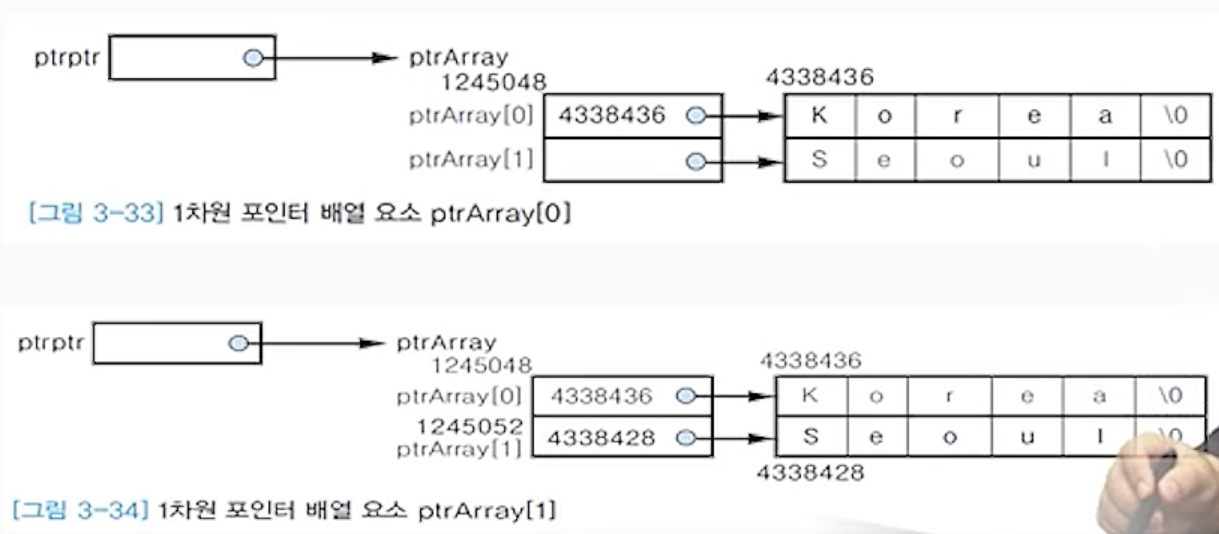 ptrptr
ptrArray
1245048
4338436
ptrArray[0] 4338436 K o r e a \0
ptrArray[1] S e o u l \0
[그림 3-33] 1차원 포인터 배열 요소 ptrArray[0]
ptrptr
ptrArray
1245048
4338436
ptrArray[0] 4338436 K o r e a \0
1245052
ptrArray[1] 4338428 S e o u l \0
4338428
[그림 3-34] 1차원 포인터 배열 요소 ptrArray[1]